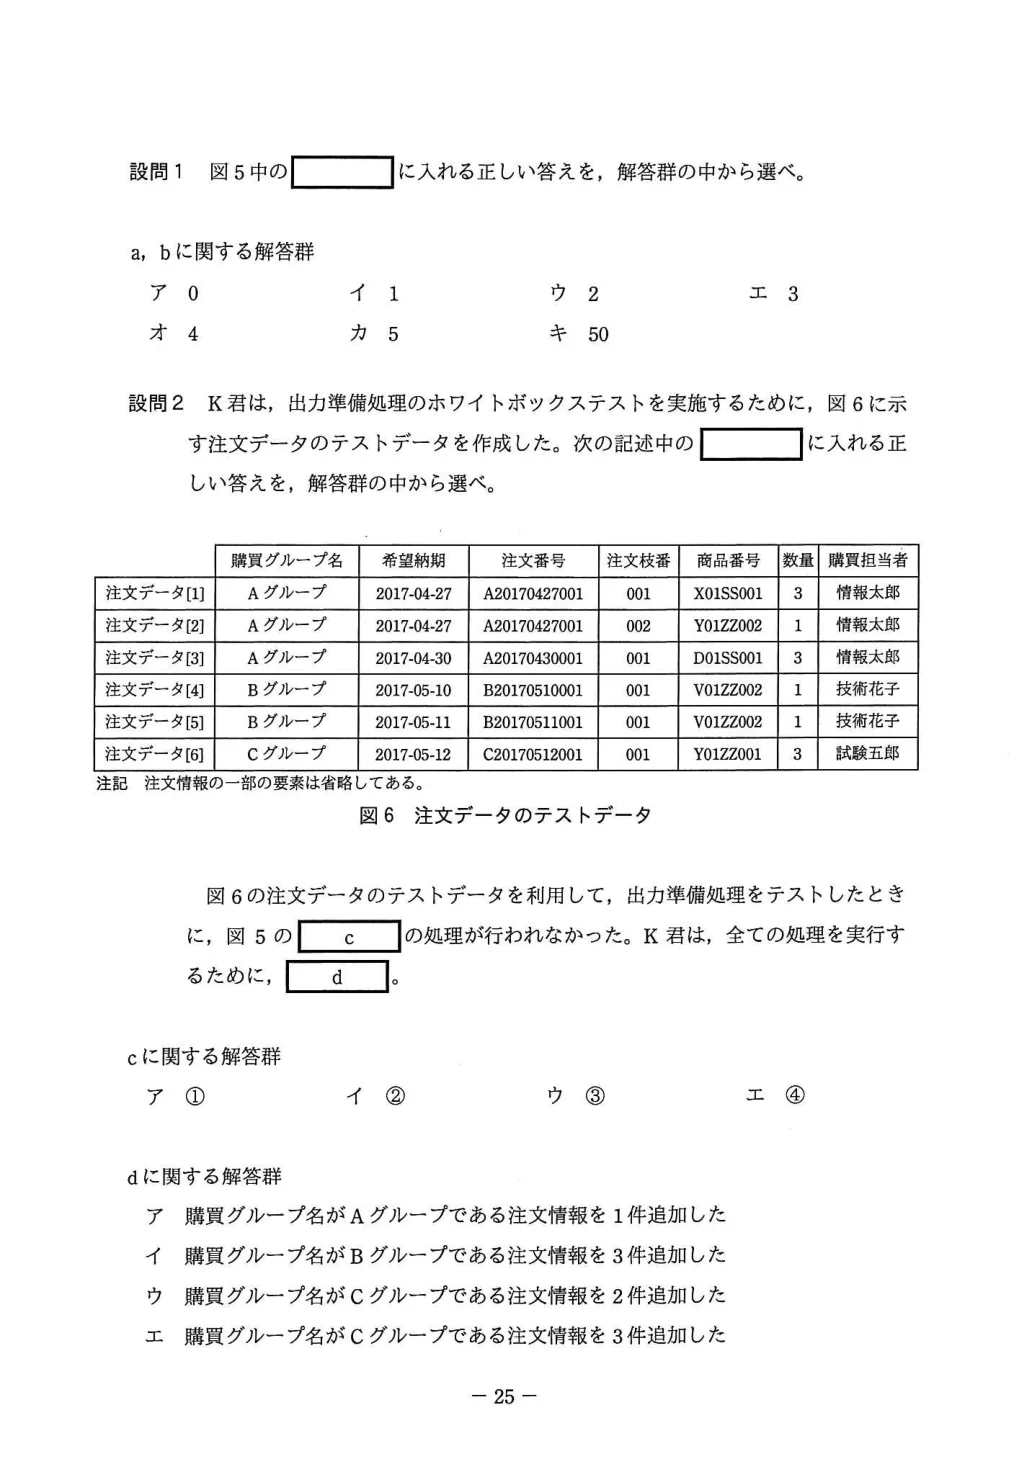 設問1 図5中の に入れる正しい答えを，解答群の中から選べ。
a，bに関する解答群
ア 0 イ 1 ウ 2 エ 3
オ 4 カ 5 キ 50
設問2 K君は，出力準備処理のホワイトボックステストを実施するために，図6に示
す注文データのテストデータを作成した。次の記述中の に入れる正
しい答えを，解答群の中から選べ。
購買グループ名 希望納期 注文番号 注文枝番 商品番号 数量 購買担当者
注文データ[1] Aグループ 2017-04-27 A20170427001 001 X01SS001 3 情報太郎
注文データ[2] Aグループ 2017-04-27 A20170427001 002 Y01ZZ002 1 情報太郎
注文データ[3] Aグループ 2017-04-30 A20170430001 001 D01SS001 3 情報太郎
注文データ[4] Bグループ 2017-05-10 B20170510001 001 V01ZZ002 1 技術花子
注文データ[5] Bグループ 2017-05-11 B20170511001 001 V01ZZ002 1 技術花子
注文データ[6] Cグループ 2017-05-12 C20170512001 001 Y01ZZ001 3 試験五郎
注記 注文情報の一部の要素は省略してある。
図6 注文データのテストデータ
図6の注文データのテストデータを利用して，出力準備処理をテストしたとき
に，図5の c の処理が行われなかった。K君は，全ての処理を実行す
るために， d 。
cに関する解答群
ア ① イ ② ウ ③ エ ④
dに関する解答群
ア 購買グループ名がAグループである注文情報を1件追加した
イ 購買グループ名がBグループである注文情報を3件追加した
ウ 購買グループ名がCグループである注文情報を2件追加した
エ 購買グループ名がCグループである注文情報を3件追加した
－ 25 －